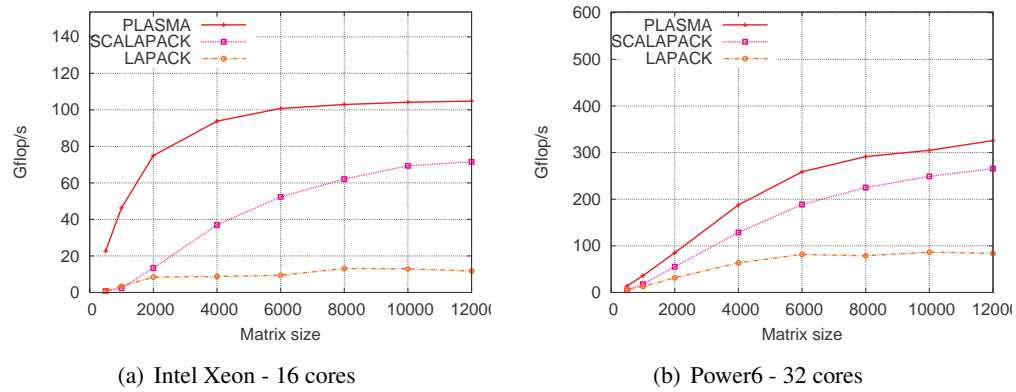 PLASMA
SCALAPACK
LAPACK
140
120
100
80
60
40
20
0
Gflop/s
0 2000 4000 6000 8000 10000 12000
Matrix size
(a) Intel Xeon - 16 cores
PLASMA
SCALAPACK
LAPACK
600
500
400
300
200
100
0
Gflop/s
0 2000 4000 6000 8000 10000 12000
Matrix size
(b) Power6 - 32 cores